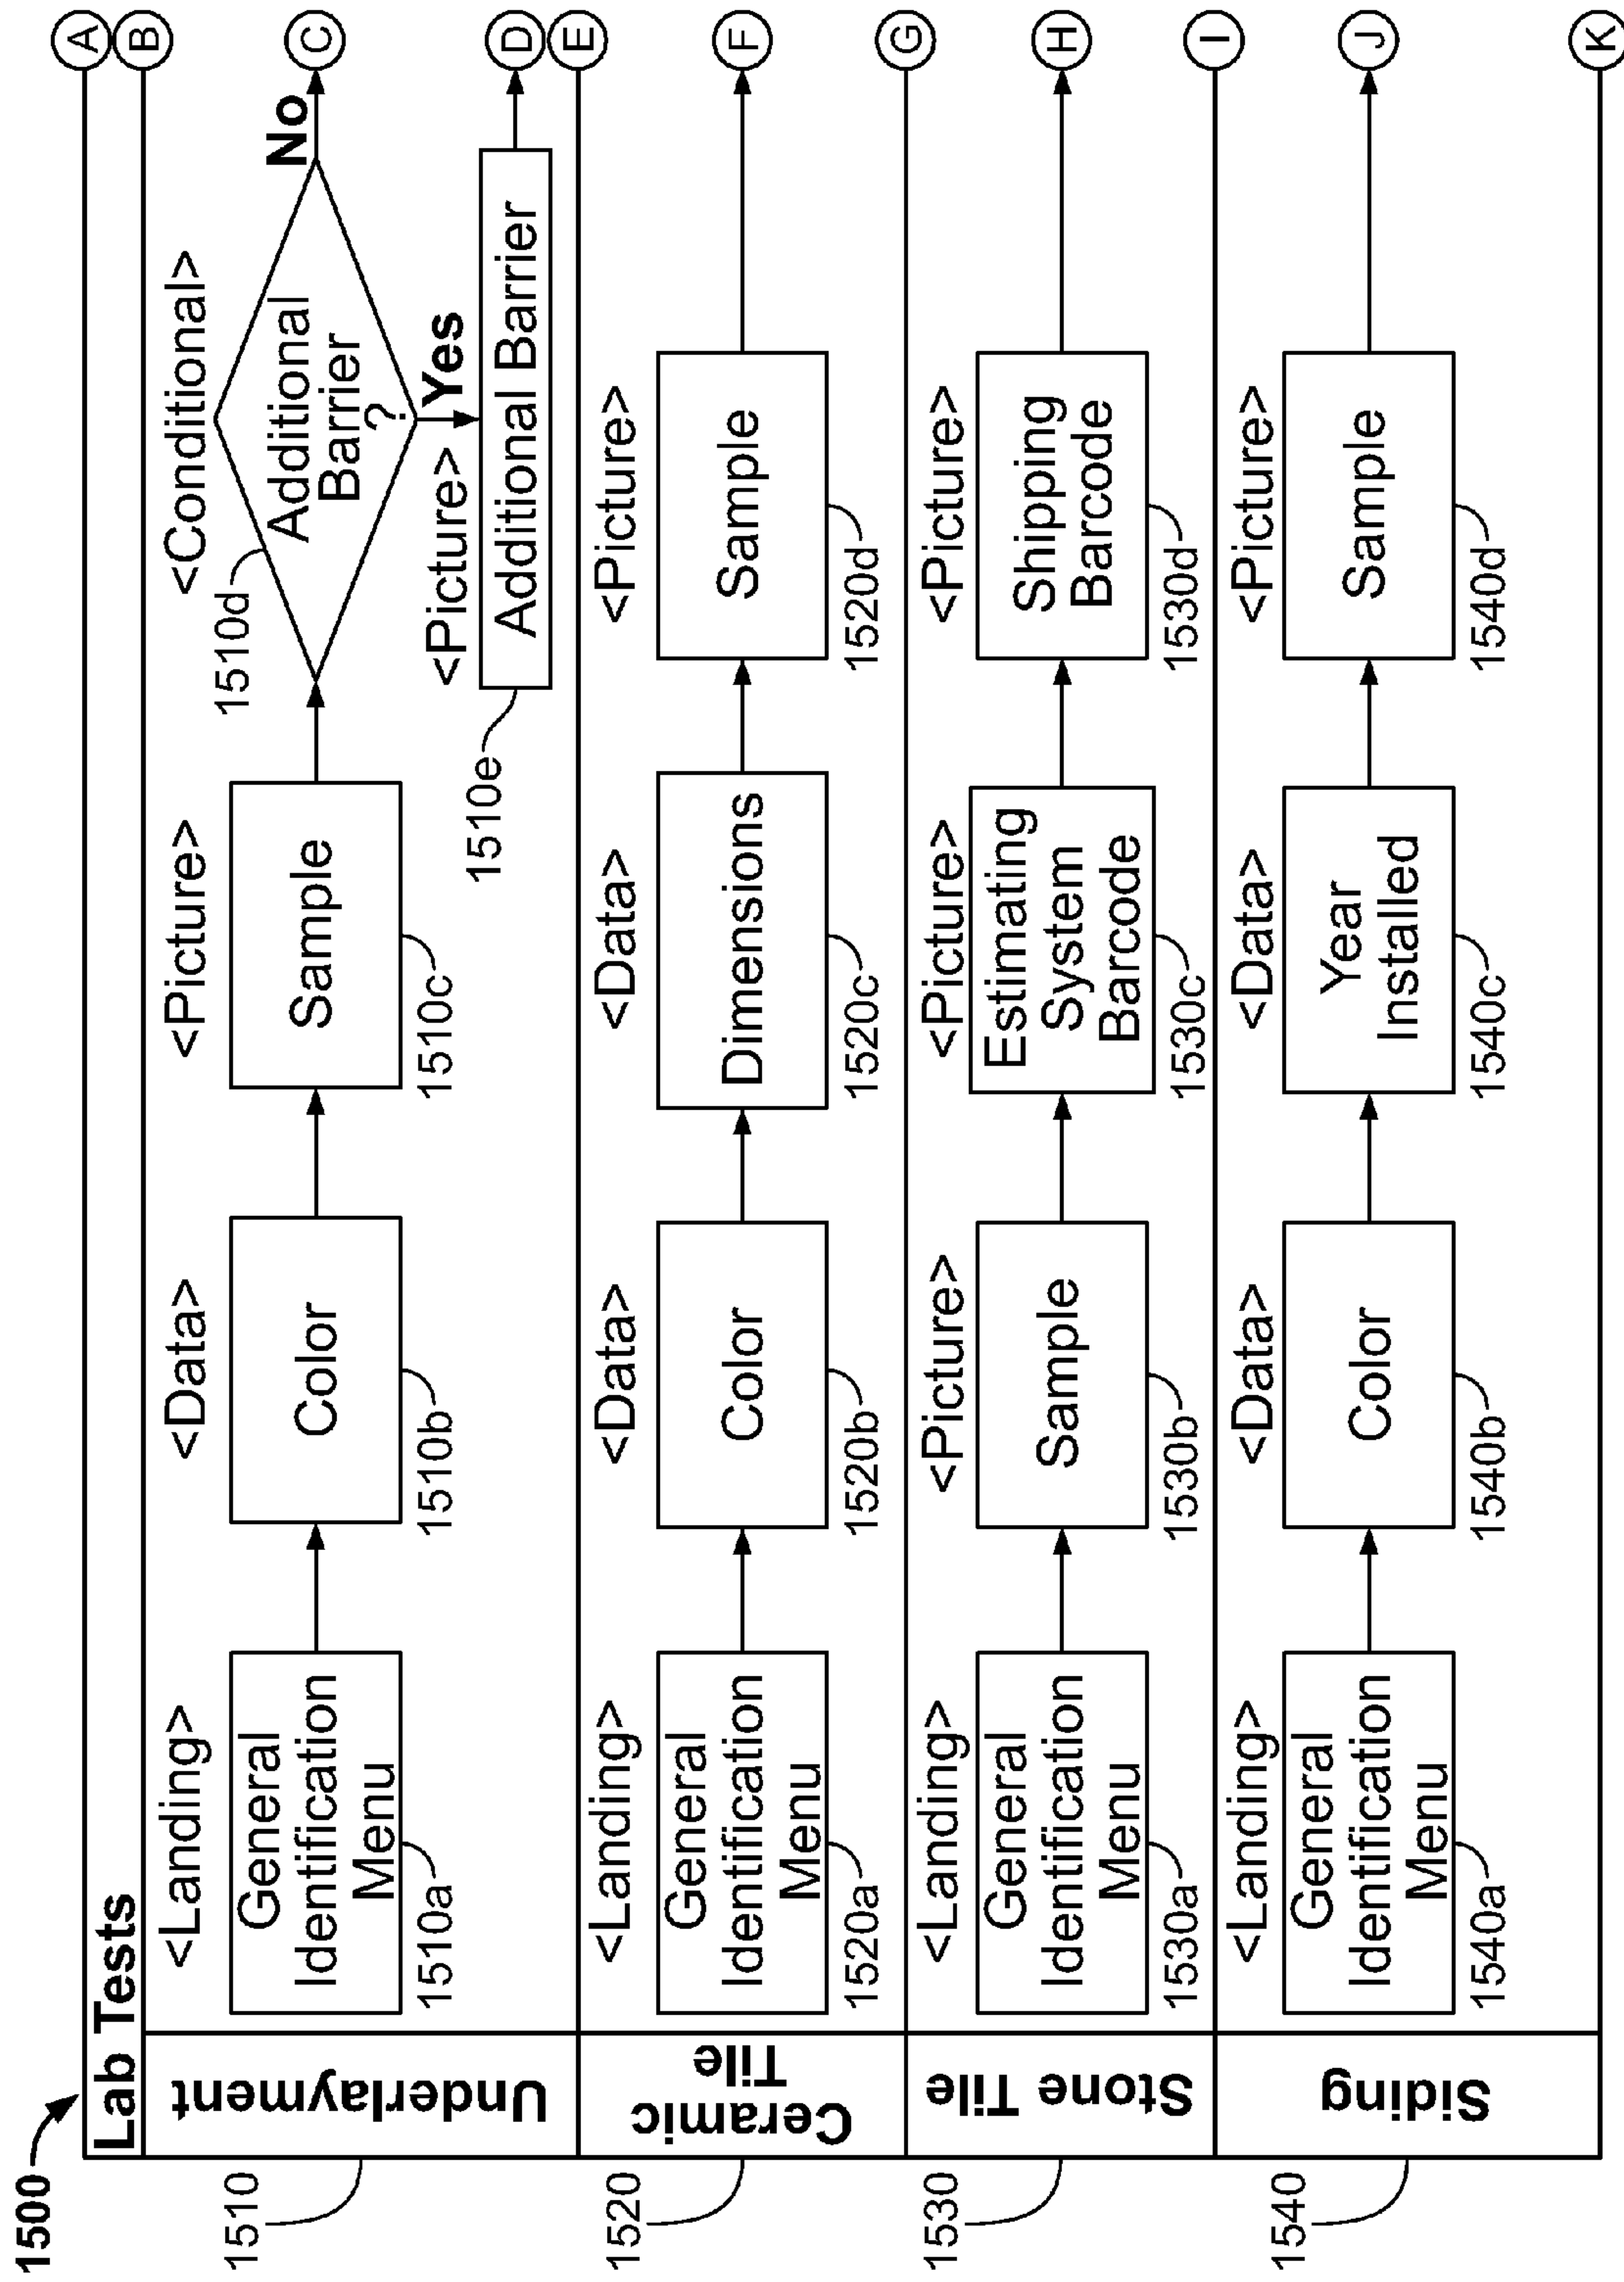 1500
Lab Tests
A
B
1510
Underlayment
<Landing>
General
Identification
Menu
1510a
<Data>
Color
1510b
<Picture>
Sample
1510c
<Conditional>
Additional
Barrier
?
1510d
No
C
Yes
<Picture>
Additional Barrier
1510e
D
E
1520
Ceramic
Tile
<Landing>
General
Identification
Menu
1520a
<Data>
Color
1520b
<Data>
Dimensions
1520c
<Picture>
Sample
1520d
F
G
1530
Stone Tile
<Landing>
General
Identification
Menu
1530a
<Picture>
Sample
1530b
<Picture>
Estimating
System
Barcode
1530c
<Picture>
Shipping
Barcode
1530d
H
I
1540
Siding
<Landing>
General
Identification
Menu
1540a
<Data>
Color
1540b
<Data>
Year
Installed
1540c
<Picture>
Sample
1540d
J
K